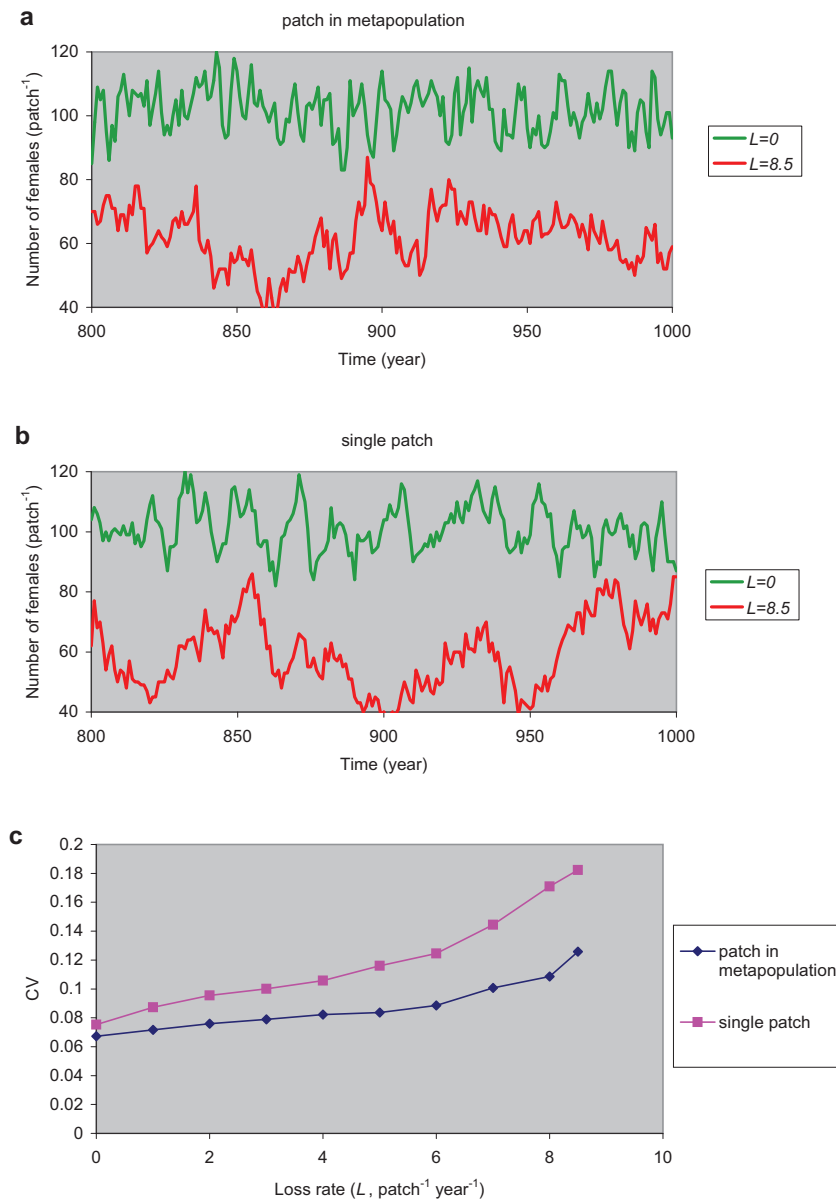 a
patch in metapopulation
Number of females (patch-1)
120
100
80
60
40
800 850 900 950 1000
Time (year)
L=0
L=8.5
b
single patch
Number of females (patch-1)
120
100
80
60
40
800 850 900 950 1000
Time (year)
L=0
L=8.5
c
CV
0.2
0.18
0.16
0.14
0.12
0.1
0.08
0.06
0.04
0.02
0
0 2 4 6 8 10
Loss rate (L, patch-1 year-1)
patch in
metapopulation
single patch